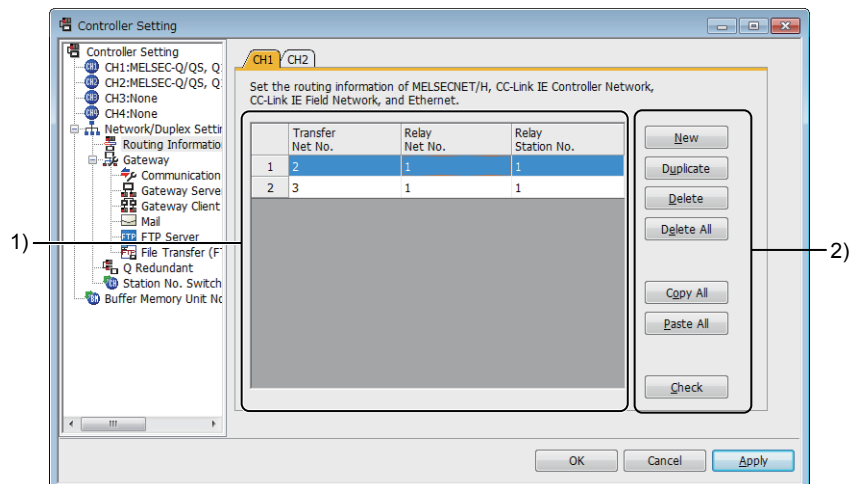 Controller Setting
Controller Setting
CH1:MELSEC-Q/QS, Q
CH2:MELSEC-Q/QS, Q
CH3:None
CH4:None
Network/Duplex Settir
Routing Informatio
Gateway
Communication
Gateway Serve
Gateway Client
Mail
FTP Server
File Transfer (FT
Q Redundant
Station No. Switch
Buffer Memory Unit No
CH1 CH2
Set the routing information of MELSECNET/H, CC-Link IE Controller Network,
CC-Link IE Field Network, and Ethernet.
Transfer Net No. Relay Net No. Relay Station No.
1 2 1 1
2 3 1 1
New
Duplicate
Delete
Delete All
Copy All
Paste All
Check
1)
2)
OK Cancel Apply